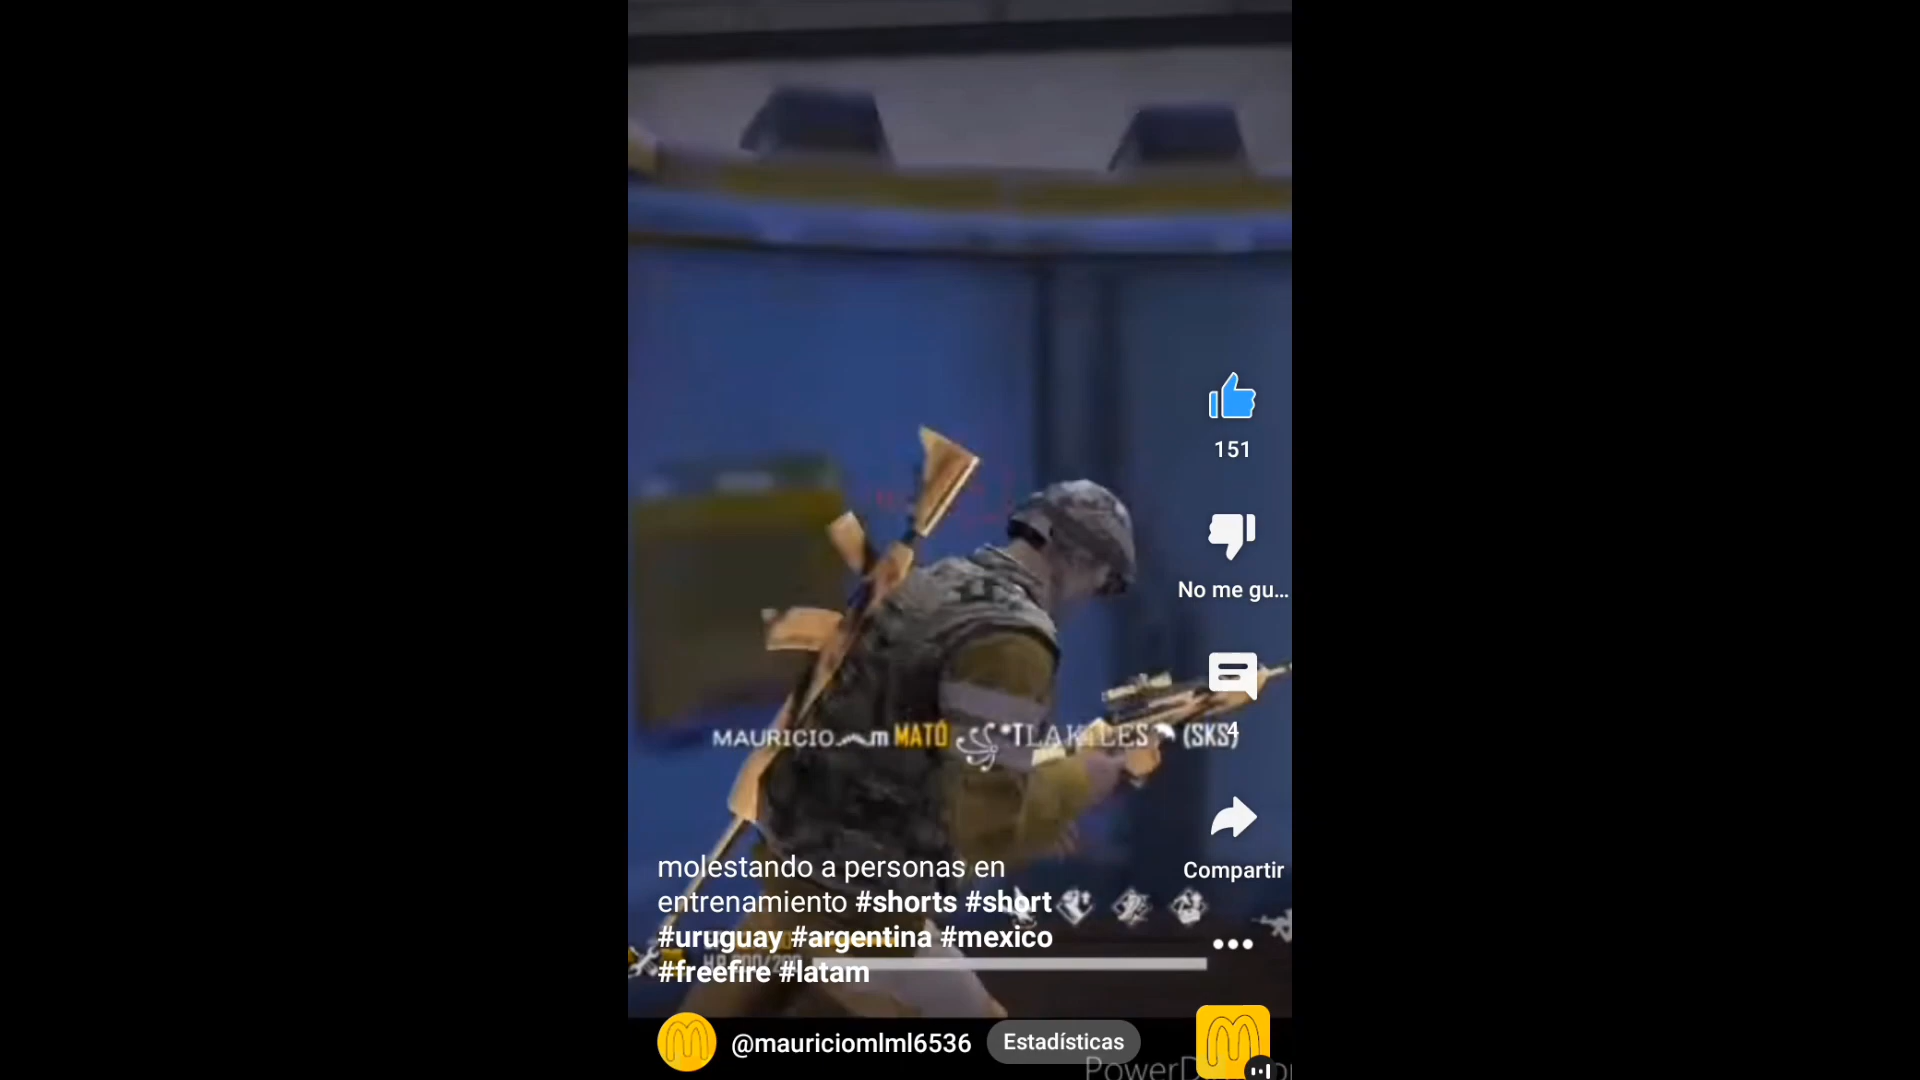 151
No me gu...
MAURICIO m MATÓ TLAKILES (SKS)
4
Compartir
molestando a personas en
entrenamiento #shorts #short
#uruguay #argentina #mexico
#freefire #latam
@mauriciomlml6536
Estadísticas